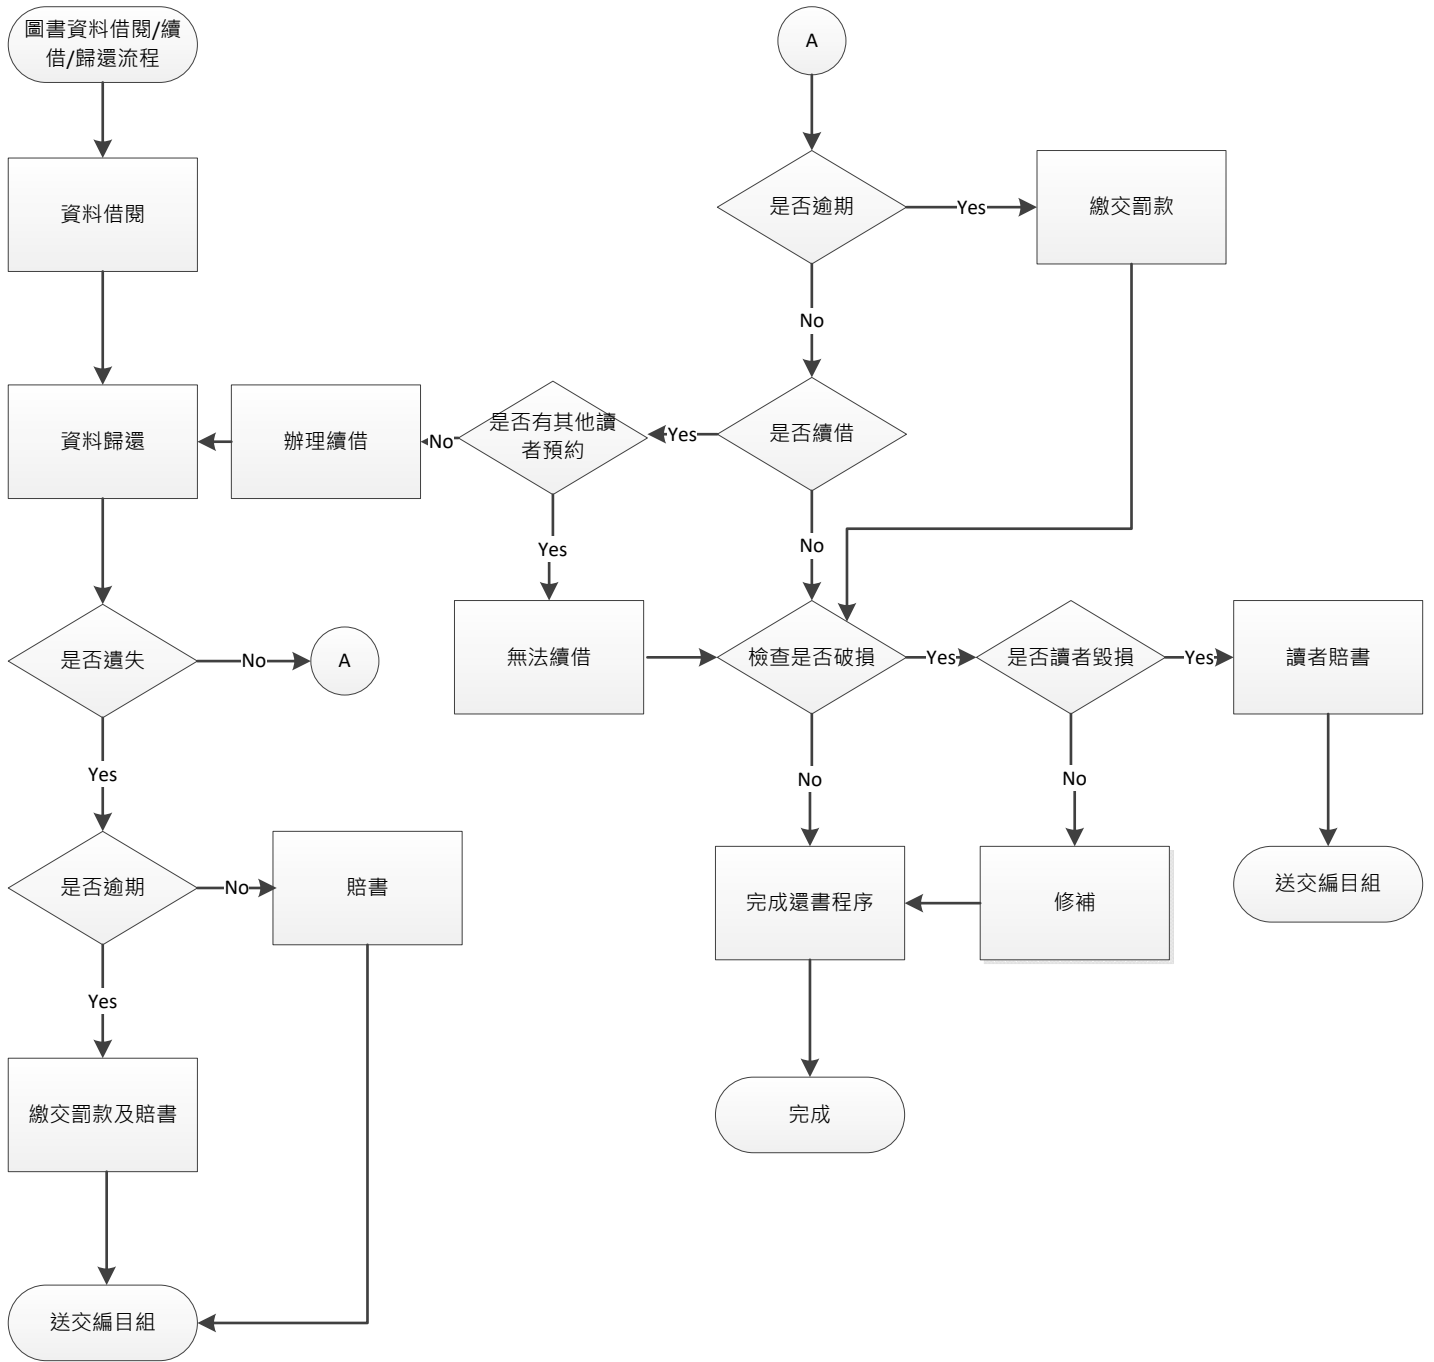 圖書資料借閱/續
借/歸還流程
資料借閱
資料歸還
辦理續借
是否遺失
No
A
Yes
是否逾期
No
賠書
Yes
繳交罰款及賠書
送交編目組
A
是否逾期
Yes
繳交罰款
No
是否續借
Yes
是否有其他讀
者預約
No
Yes
無法續借
No
檢查是否破損
Yes
是否讀者毀損
Yes
讀者賠書
送交編目組
No
修補
No
完成還書程序
完成